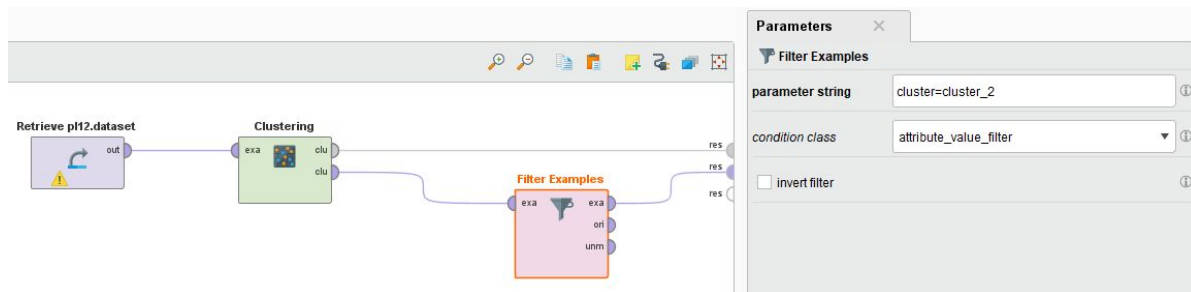 Parameters
Filter Examples
parameter string
cluster=cluster_2
condition class
attribute_value_filter
invert filter
Retrieve pl12.dataset
out
Clustering
exa
clu
clu
Filter Examples
exa
exa
ori
unm
res
res
res